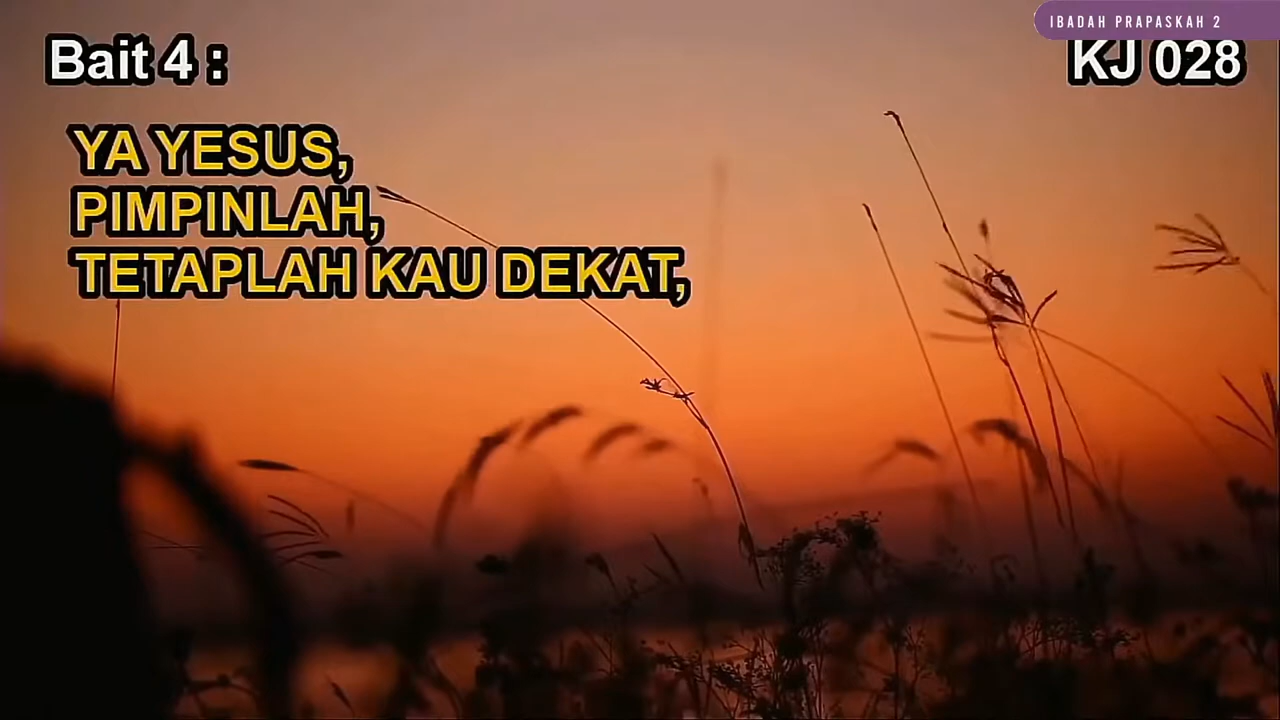 IBADAH PRAPASKAH 2
Bait 4 :
KJ 028
YA YESUS,
PIMPINLAH,
TETAPLAH KAU DEKAT,